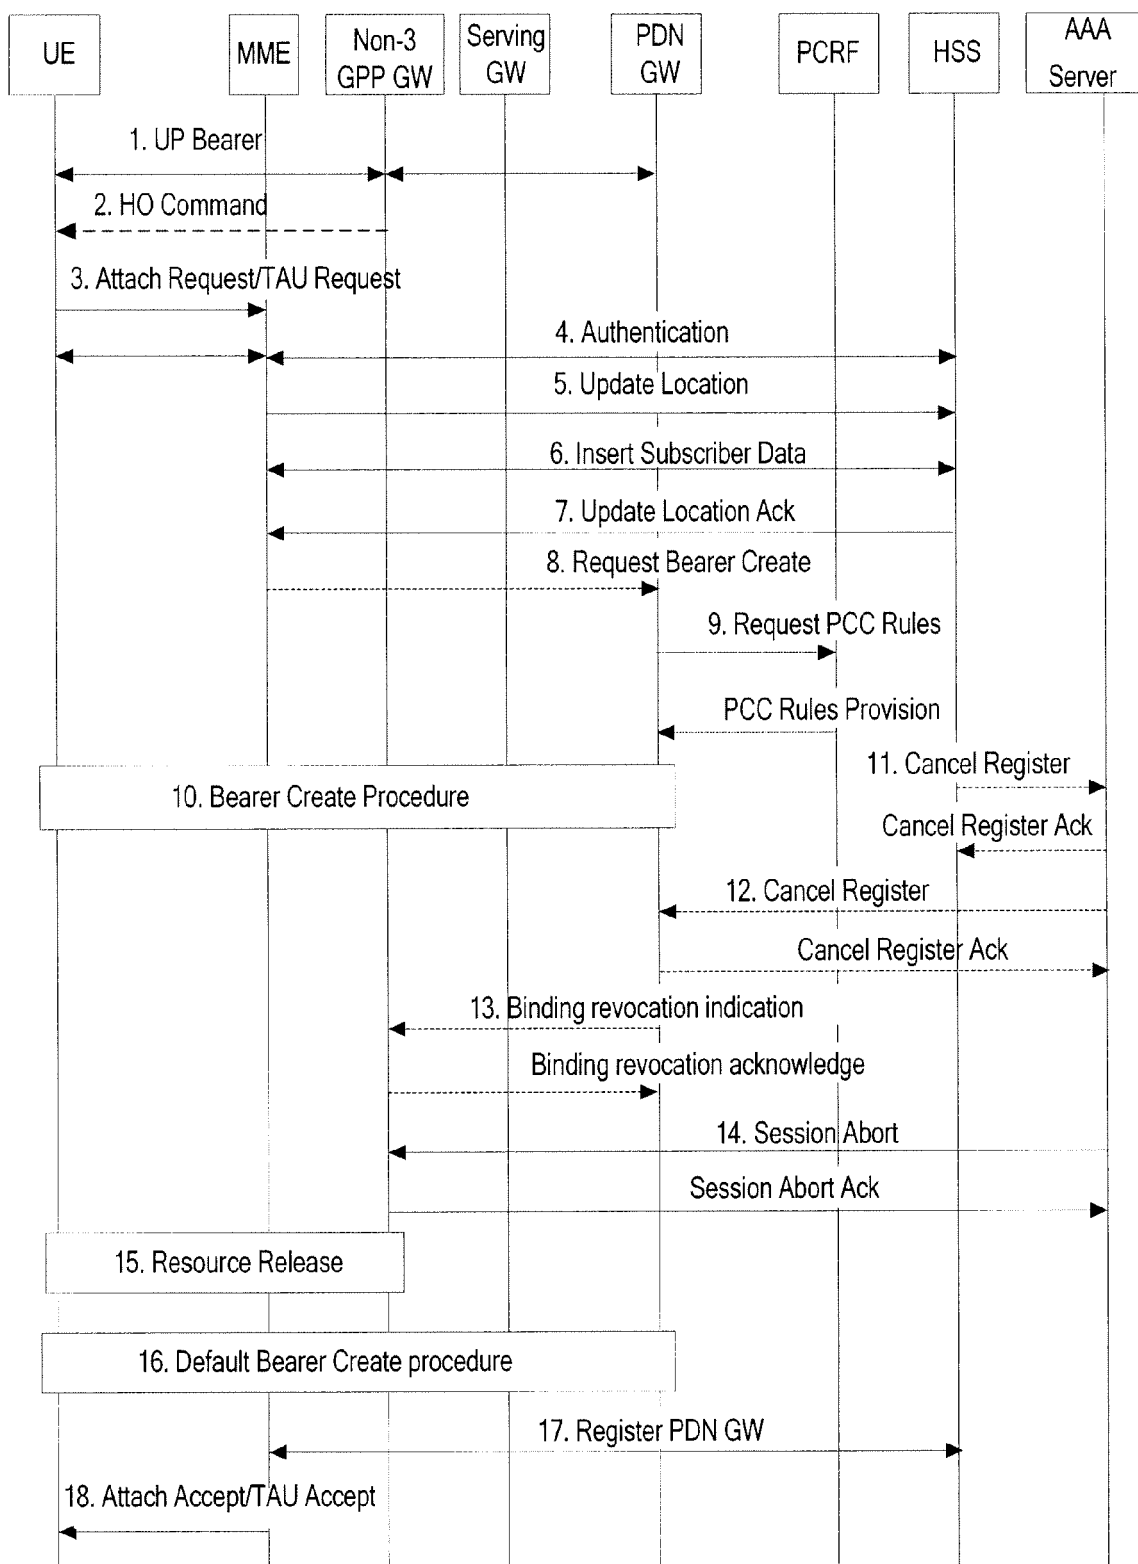 UE
MME
Non-3
GPP GW
Serving
GW
PDN
GW
PCRF
HSS
AAA
Server
1. UP Bearer
2. HO Command
3. Attach Request/TAU Request
4. Authentication
5. Update Location
6. Insert Subscriber Data
7. Update Location Ack
8. Request Bearer Create
9. Request PCC Rules
PCC Rules Provision
11. Cancel Register
10. Bearer Create Procedure
Cancel Register Ack
12. Cancel Register
Cancel Register Ack
13. Binding revocation indication
Binding revocation acknowledge
14. Session Abort
Session Abort Ack
15. Resource Release
16. Default Bearer Create procedure
17. Register PDN GW
18. Attach Accept/TAU Accept